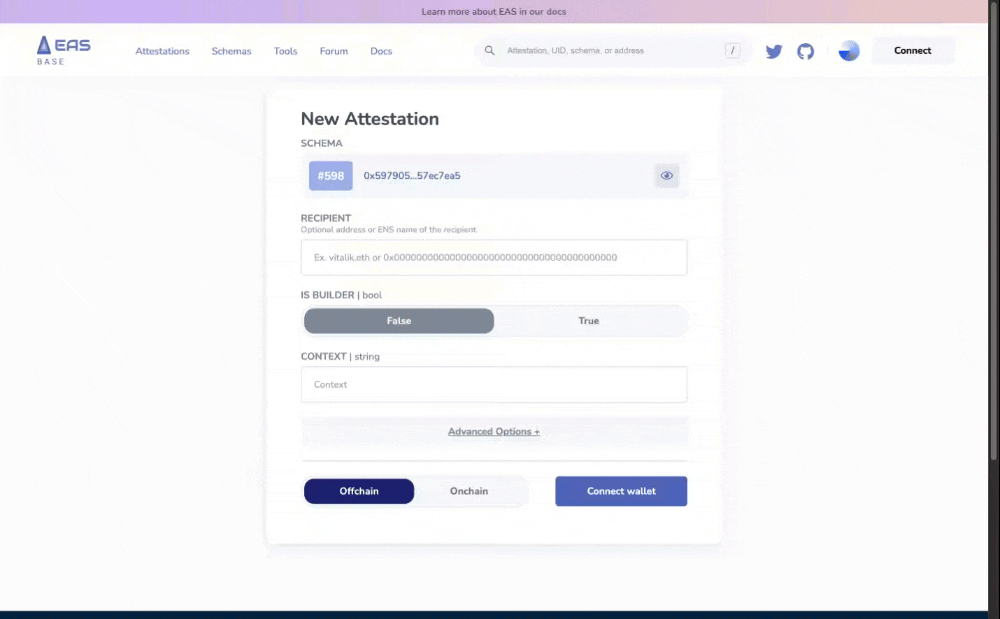 Learn more about EAS in our docs
EAS
BASE
Attestations Schemas Tools Forum Docs
Attestation, UID, schema, or address
/
Connect
New Attestation
SCHEMA
#598 0x597905...57ec7ea5
RECIPIENT
Optional address or ENS name of the recipient
Ex. vitalik.eth or 0x0000000000000000000000000000000000000000
IS BUILDER | bool
False True
CONTEXT | string
Context
Advanced Options +
Offchain Onchain
Connect wallet